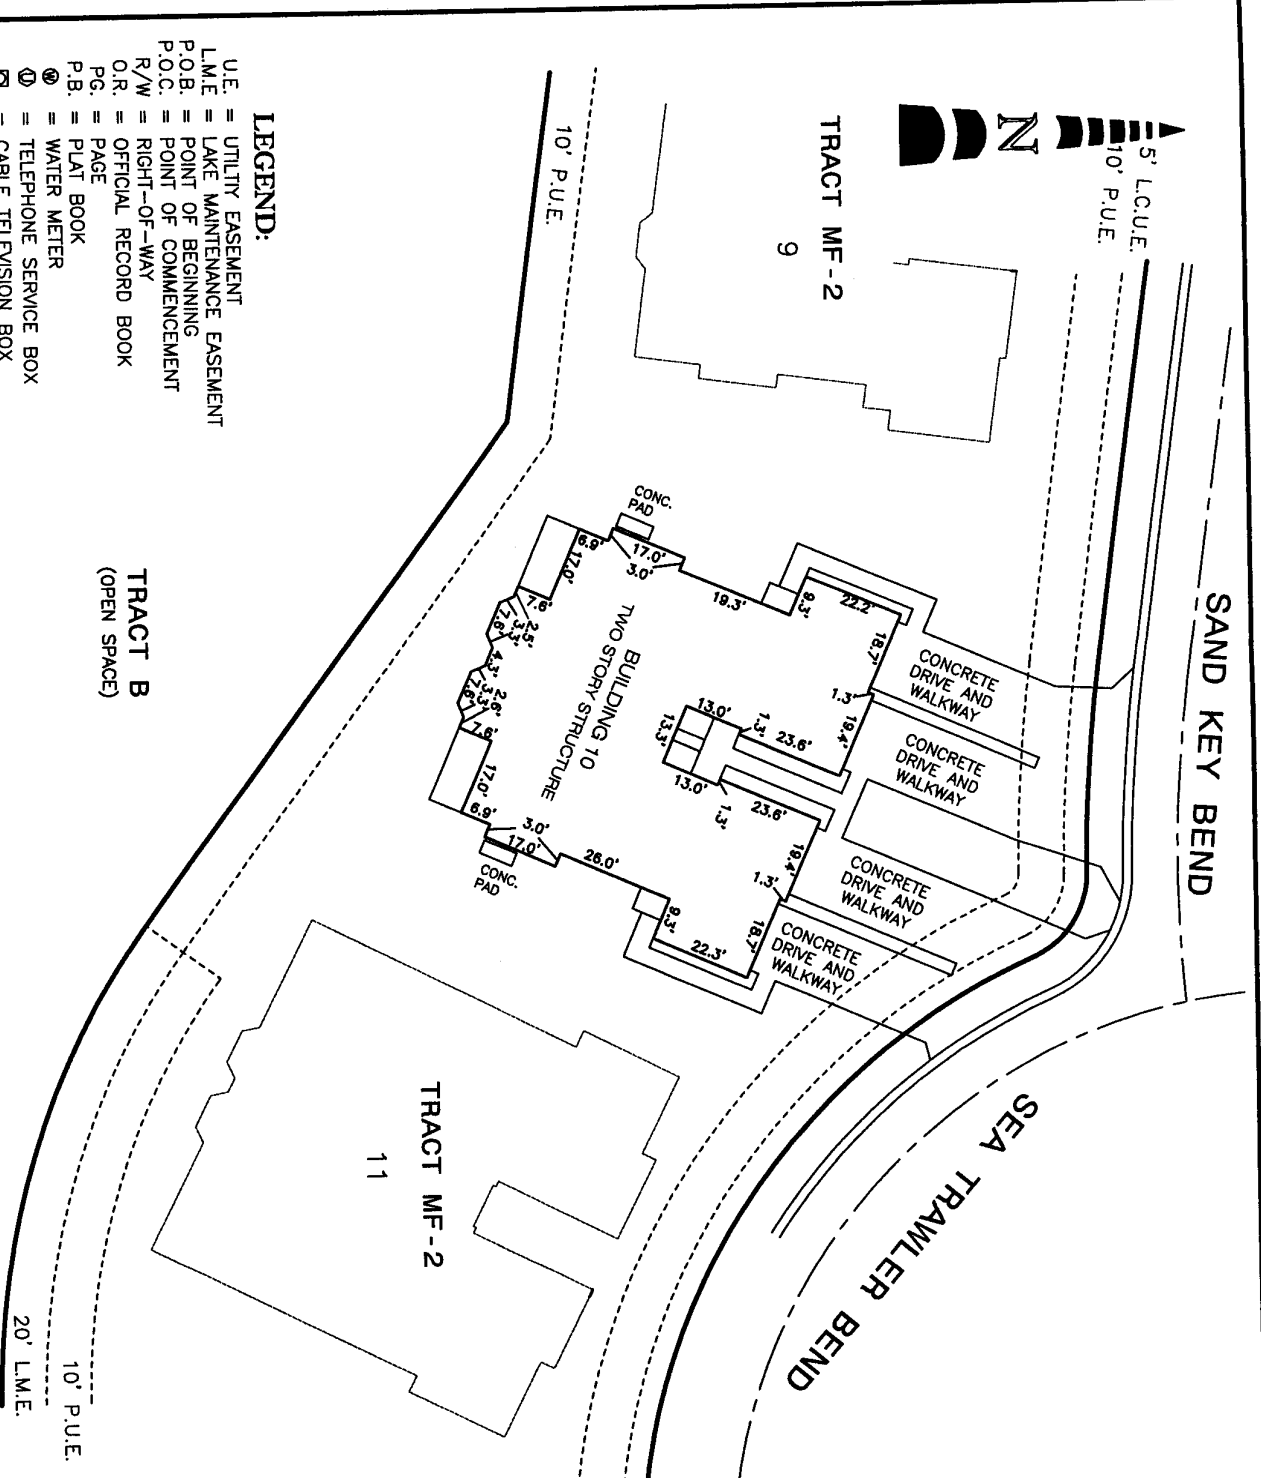 SAND KEY BEND
SEA TRAWLER BEND
5' L.C.U.E.
10' P.U.E.
N
TRACT MF-2
9
10' P.U.E.
CONCRETE
DRIVE AND
WALKWAY
CONCRETE
DRIVE AND
WALKWAY
CONCRETE
DRIVE AND
WALKWAY
CONCRETE
DRIVE AND
WALKWAY
CONC.
PAD
17.0'
3.0'
6.9'
17.0'
19.3'
9.3'
22.2'
18.7'
1.3'
19.4'
23.6'
1.3'
13.0'
13.3'
13.0'
1.3'
23.6'
19.4'
1.3'
18.7'
22.3'
9.3'
26.0'
3.0'
17.0'
6.9'
17.0'
7.6'
2.6'
3.3'
7.6'
4.3'
2.5'
3.3'
7.6'
7.6'
BUILDING 10
TWO STORY STRUCTURE
CONC.
PAD
TRACT MF-2
11
LEGEND:
U.E. = UTILTIY EASEMENT
L.M.E = LAKE MAINTENANCE EASEMENT
P.O.B. = POINT OF BEGINNING
P.O.C. = POINT OF COMMENCEMENT
R/W = RIGHT-OF-WAY
O.R. = OFFICIAL RECORD BOOK
PG. = PAGE
P.B. = PLAT BOOK
W = WATER METER
= TELEPHONE SERVICE BOX
= CABLE TELEVISION BOX
TRACT B
(OPEN SPACE)
10' P.U.E.
20' L.M.E.